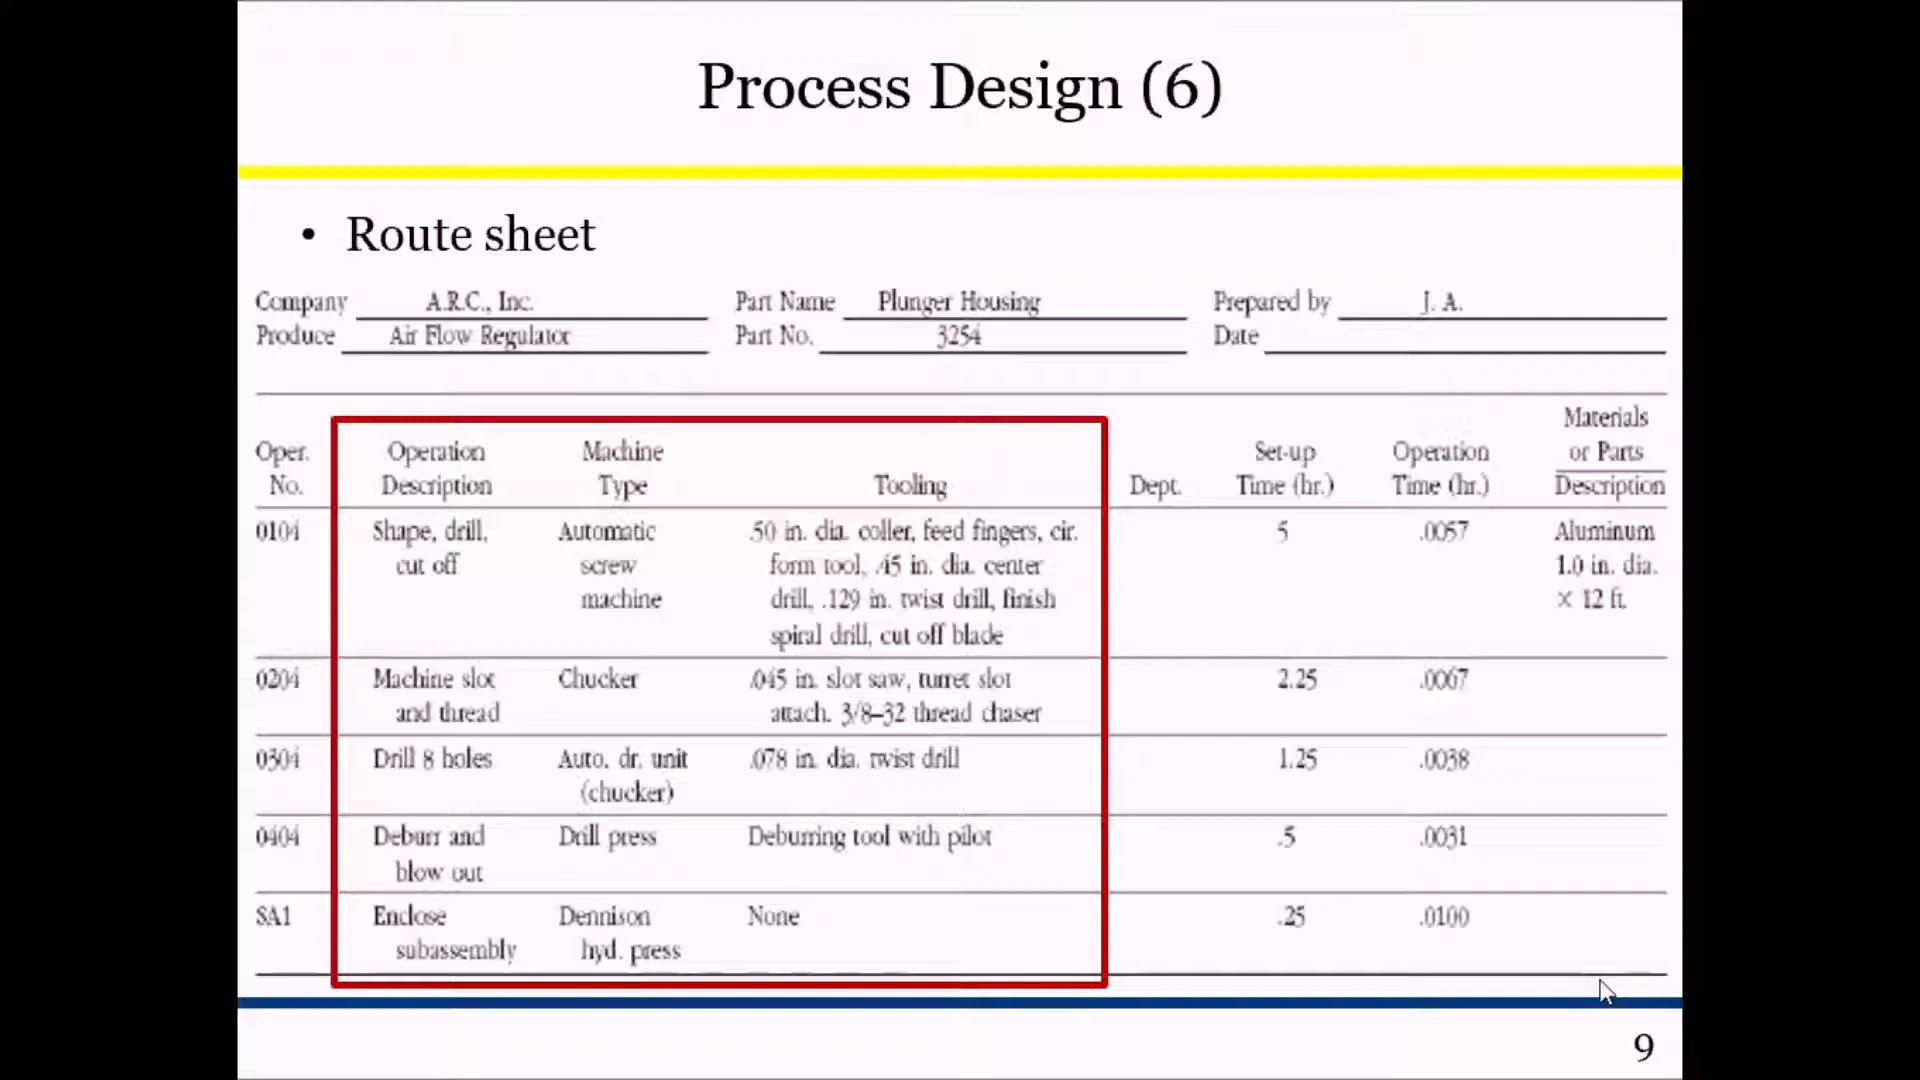 Process Design (6)
• Route sheet
Company A.R.C., Inc. Part Name Plunger Housing Prepared by J. A.
Produce Air Flow Regulator Part No. 3254 Date
Materials
Oper. Operation Machine Set-up Operation or Parts
No. Description Type Tooling Dept. Time (hr.) Time (hr.) Description
0104 Shape, drill, Automatic .50 in. dia. coller, feed fingers, cir. 5 .0057 Aluminum
cut off screw form tool, .45 in. dia. center 1.0 in. dia.
machine drill, .129 in. twist drill, finish × 12 ft.
spiral drill, cut off blade
0204 Machine slot Chucker .045 in. slot saw, turret slot 2.25 .0067
and thread attach. 3/8–32 thread chaser
0304 Drill 8 holes Auto. dr. unit .078 in. dia. twist drill 1.25 .0038
(chucker)
0404 Deburr and Drill press Deburring tool with pilot .5 .0031
blow out
SA1 Enclose Dennison None .25 .0100
subassembly hyd. press
9